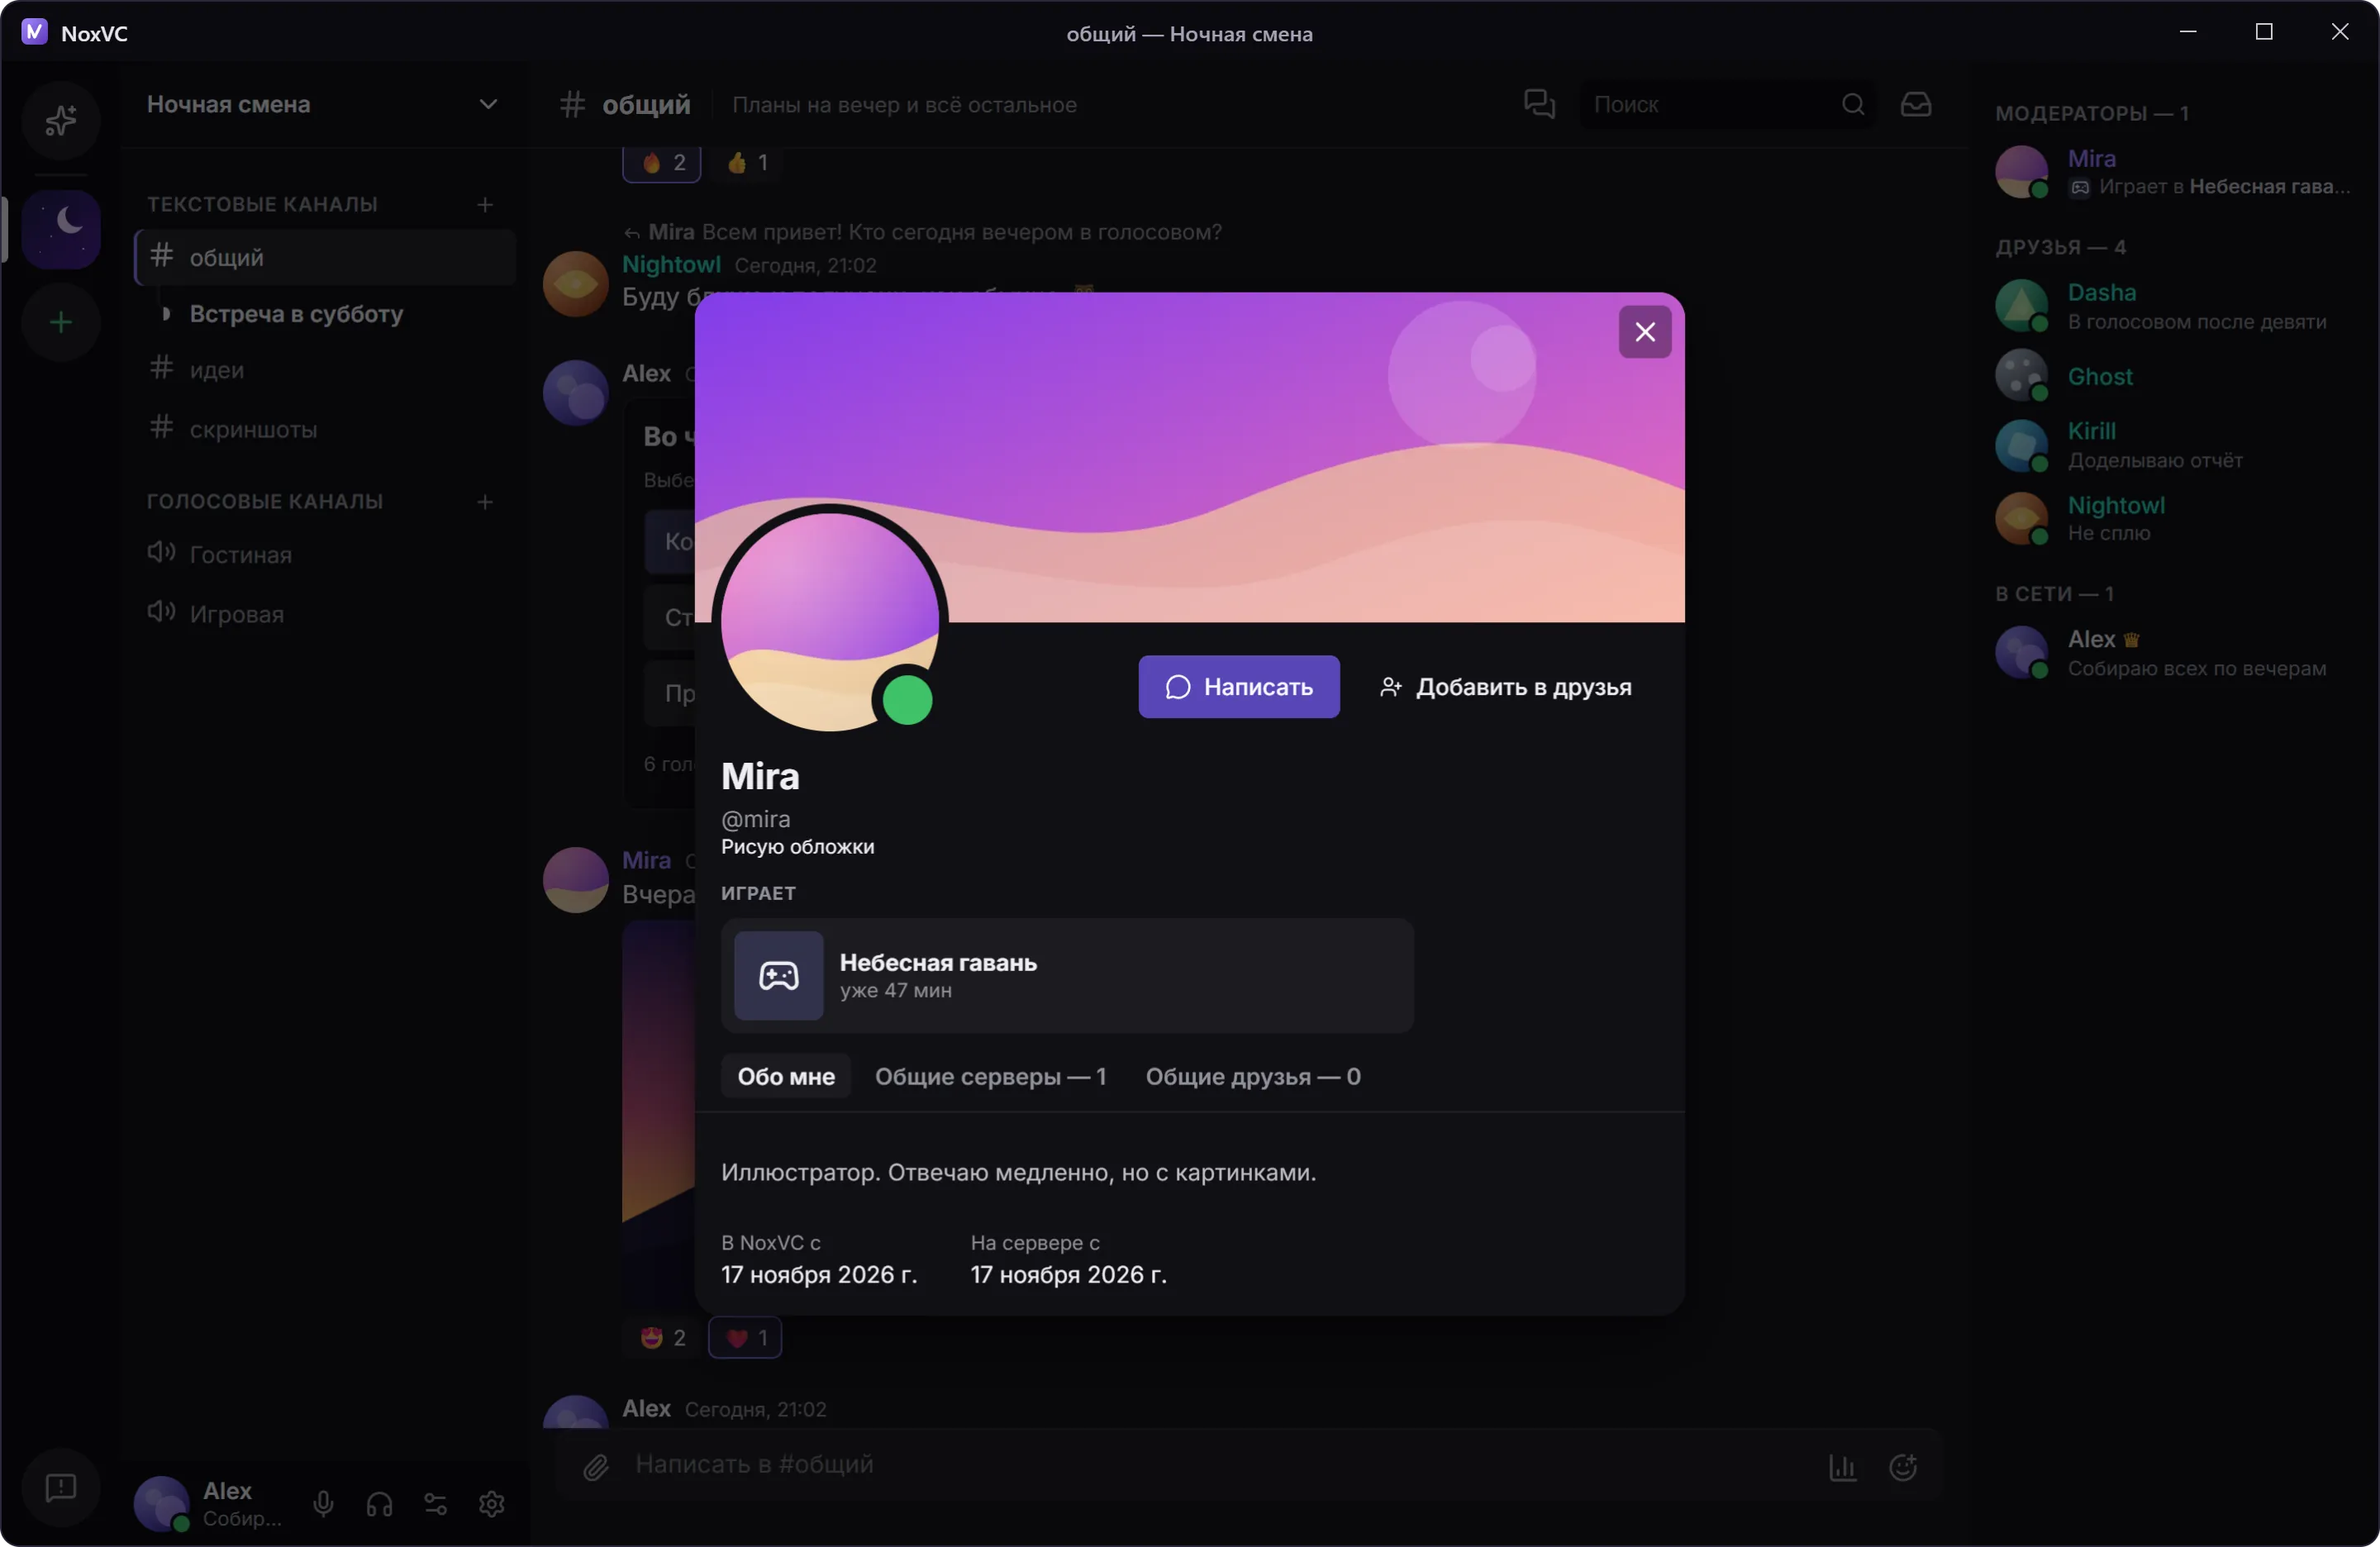 NoxVC
общий — Ночная смена
Ночная смена
ТЕКСТОВЫЕ КАНАЛЫ
общий
Встреча в субботу
идеи
скриншоты
ГОЛОСОВЫЕ КАНАЛЫ
Гостиная
Игровая
Alex
Собир...
# общий
Планы на вечер и всё остальное
Поиск
2
1
Mira Всем привет! Кто сегодня вечером в голосовом?
Nightowl Сегодня, 21:02
Буду
Alex
Во
Mira
Вчера
2
1
Alex Сегодня, 21:02
Написать в #общий
Написать
Добавить в друзья
Mira
@mira
Рисую обложки
ИГРАЕТ
Небесная гавань
уже 47 мин
Обо мне
Общие серверы — 1
Общие друзья — 0
Иллюстратор. Отвечаю медленно, но с картинками.
В NoxVC с
17 ноября 2026 г.
На сервере с
17 ноября 2026 г.
МОДЕРАТОРЫ — 1
Mira
Играет в Небесная гава...
ДРУЗЬЯ — 4
Dasha
В голосовом после девяти
Ghost
Kirill
Доделываю отчёт
Nightowl
Не сплю
В СЕТИ — 1
Alex
Собираю всех по вечерам